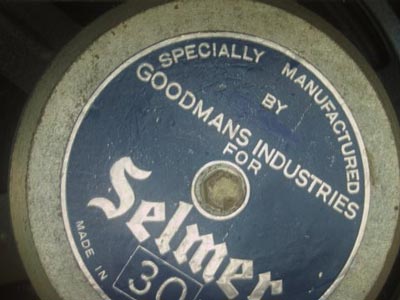 SPECIALLY MANUFACTURED
BY
GOODMANS INDUSTRIES
FOR
Selmer
MADE IN
30